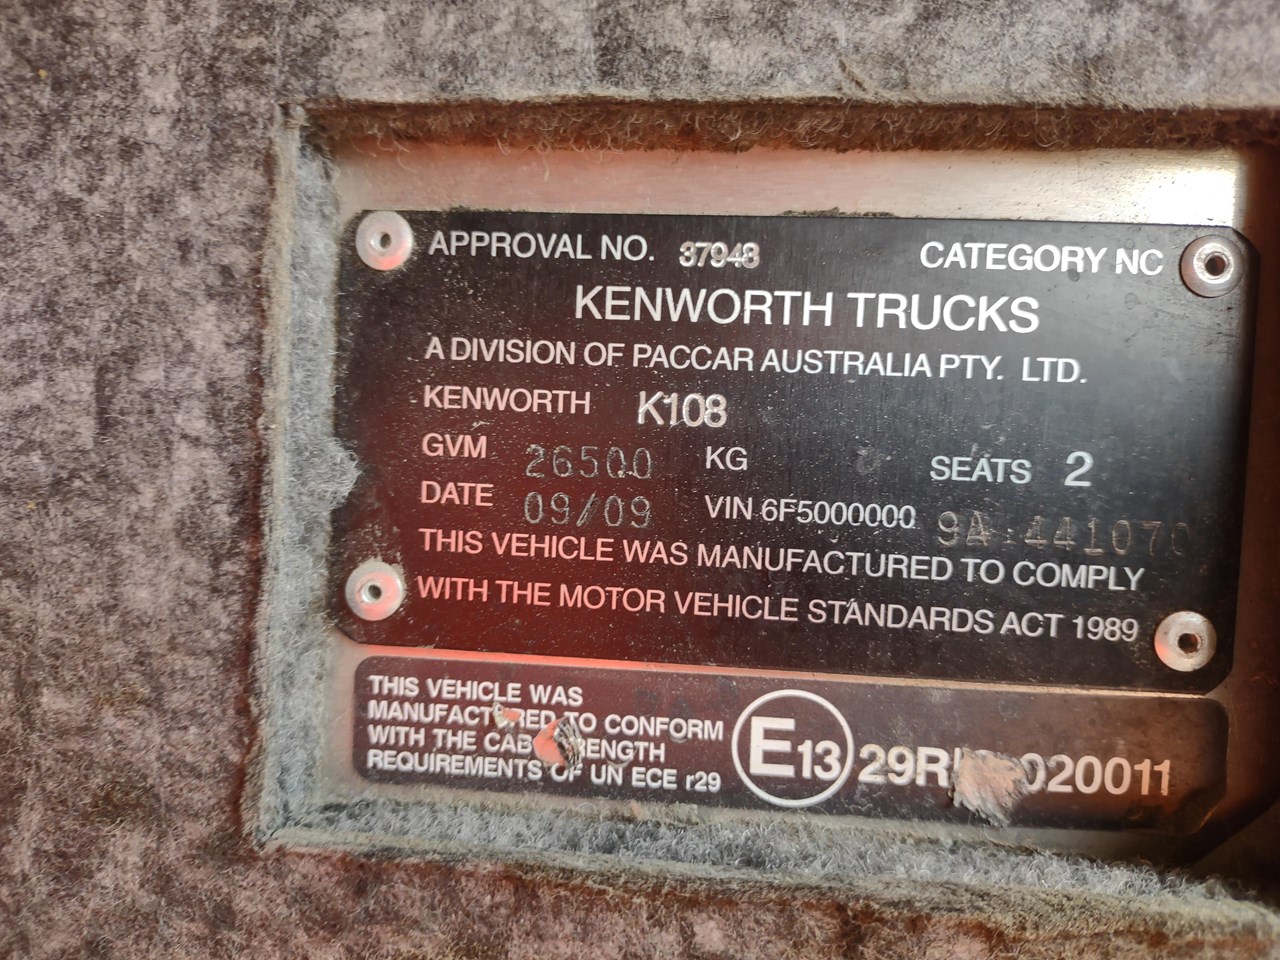 APPROVAL NO. 37948 CATEGORY NC
KENWORTH TRUCKS
A DIVISION OF PACCAR AUSTRALIA PTY. LTD.
KENWORTH K108
GVM 26500 KG SEATS 2
DATE 09/09 VIN 6F5000000 9A 441070
THIS VEHICLE WAS MANUFACTURED TO COMPLY
WITH THE MOTOR VEHICLE STANDARDS ACT 1989
THIS VEHICLE WAS
MANUFACTURED TO CONFORM
WITH THE CAB STRENGTH
REQUIREMENTS OF UN ECE r29
E13 020011